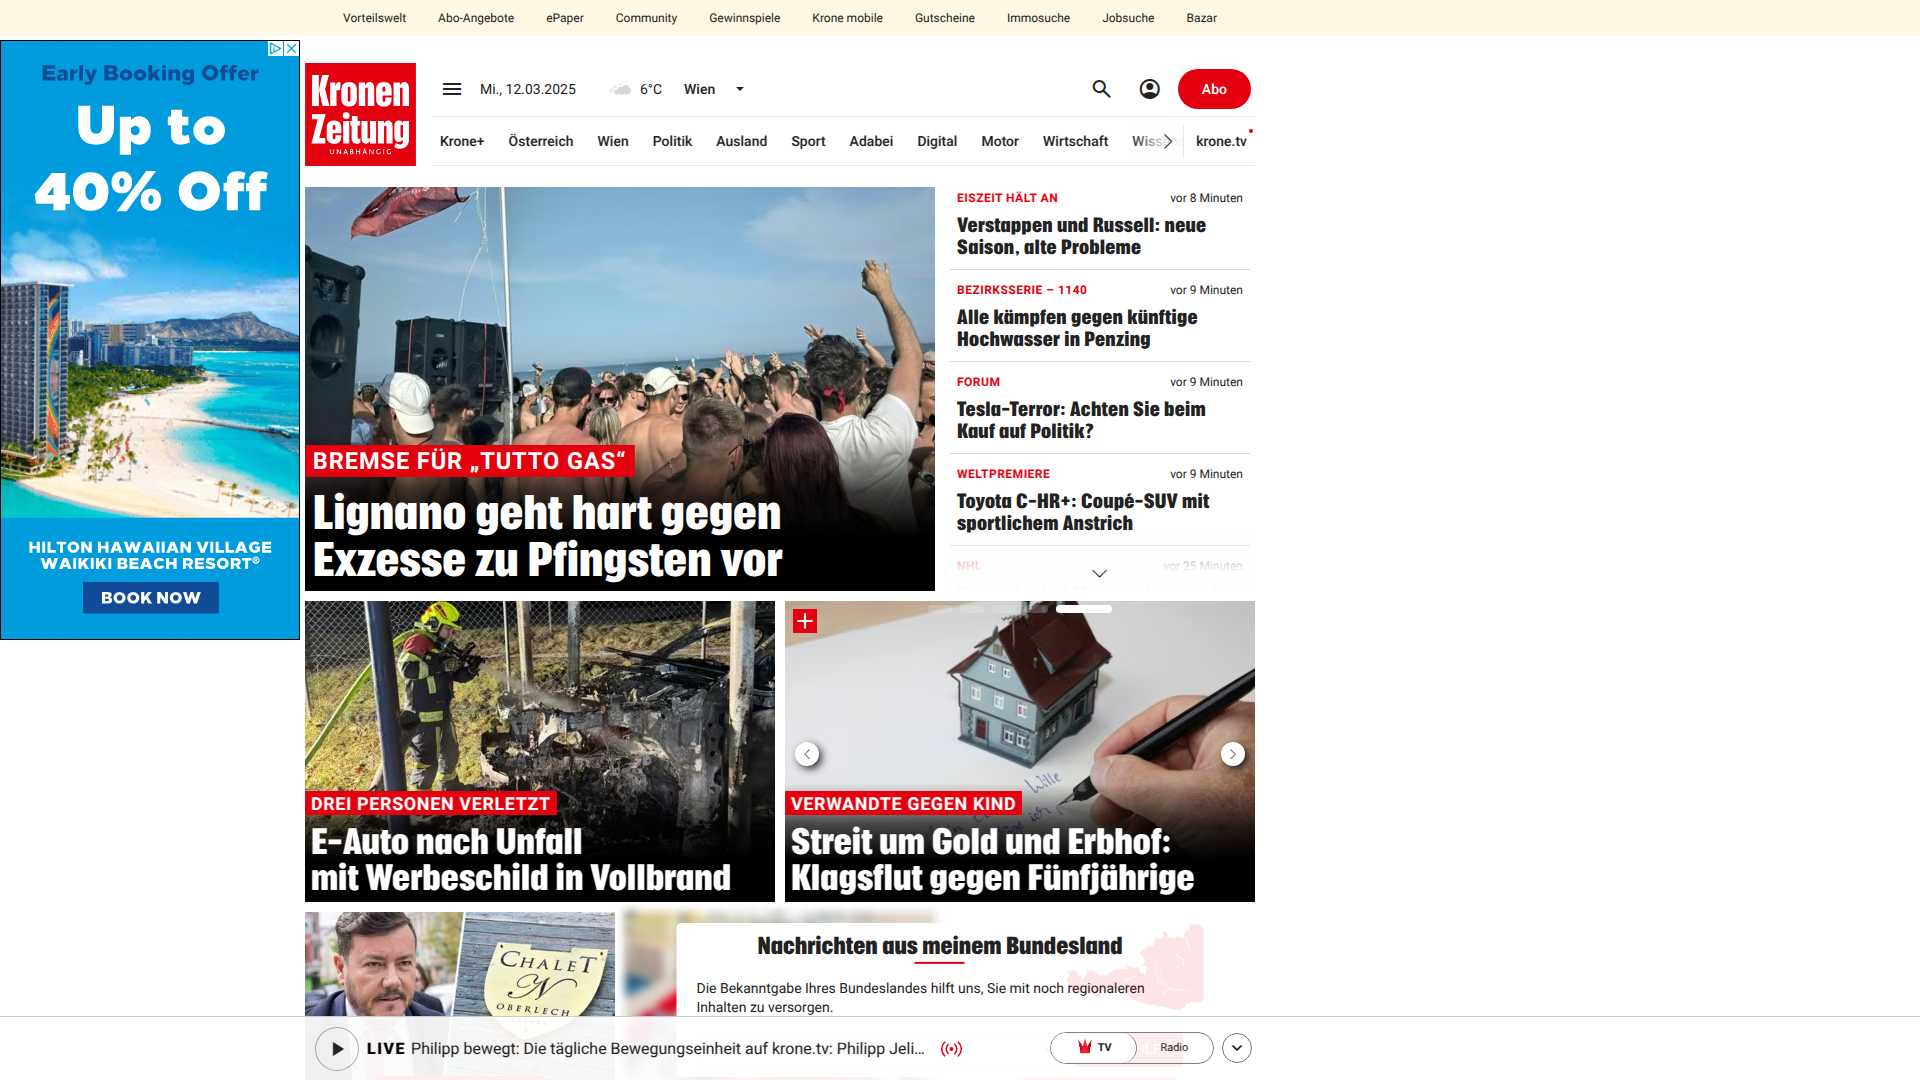 Vorteilswelt Abo-Angebote ePaper Community Gewinnspiele Krone mobile Gutscheine Immosuche Jobsuche Bazar
Early Booking Offer
Up to
40% Off
HILTON HAWAIIAN VILLAGE
WAIKIKI BEACH RESORT®
BOOK NOW
Kronen
Zeitung
UNABHÄNGIG
Mi., 12.03.2025 6°C Wien
Abo
Krone+ Österreich Wien Politik Ausland Sport Adabei Digital Motor Wirtschaft krone.tv
BREMSE FÜR „TUTTO GAS“
Lignano geht hart gegen
Exzesse zu Pfingsten vor
EISZEIT HÄLT AN vor 8 Minuten
Verstappen und Russell: neue
Saison, alte Probleme
BEZIRKSSERIE – 1140 vor 9 Minuten
Alle kämpfen gegen künftige
Hochwasser in Penzing
FORUM vor 9 Minuten
Tesla-Terror: Achten Sie beim
Kauf auf Politik?
WELTPREMIERE vor 9 Minuten
Toyota C-HR+: Coupé-SUV mit
sportlichem Anstrich
NHL vor 25 Minuten
DREI PERSONEN VERLETZT
E-Auto nach Unfall
mit Werbeschild in Vollbrand
Wille
VERWANDTE GEGEN KIND
Streit um Gold und Erbhof:
Klagsflut gegen Fünfjährige
CHALET
N
OBERLECH
Nachrichten aus meinem Bundesland
Die Bekanntgabe Ihres Bundeslandes hilft uns, Sie mit noch regionaleren
Inhalten zu versorgen.
LIVE Philipp bewegt: Die tägliche Bewegungseinheit auf krone.tv: Philipp Jeli...
TV Radio